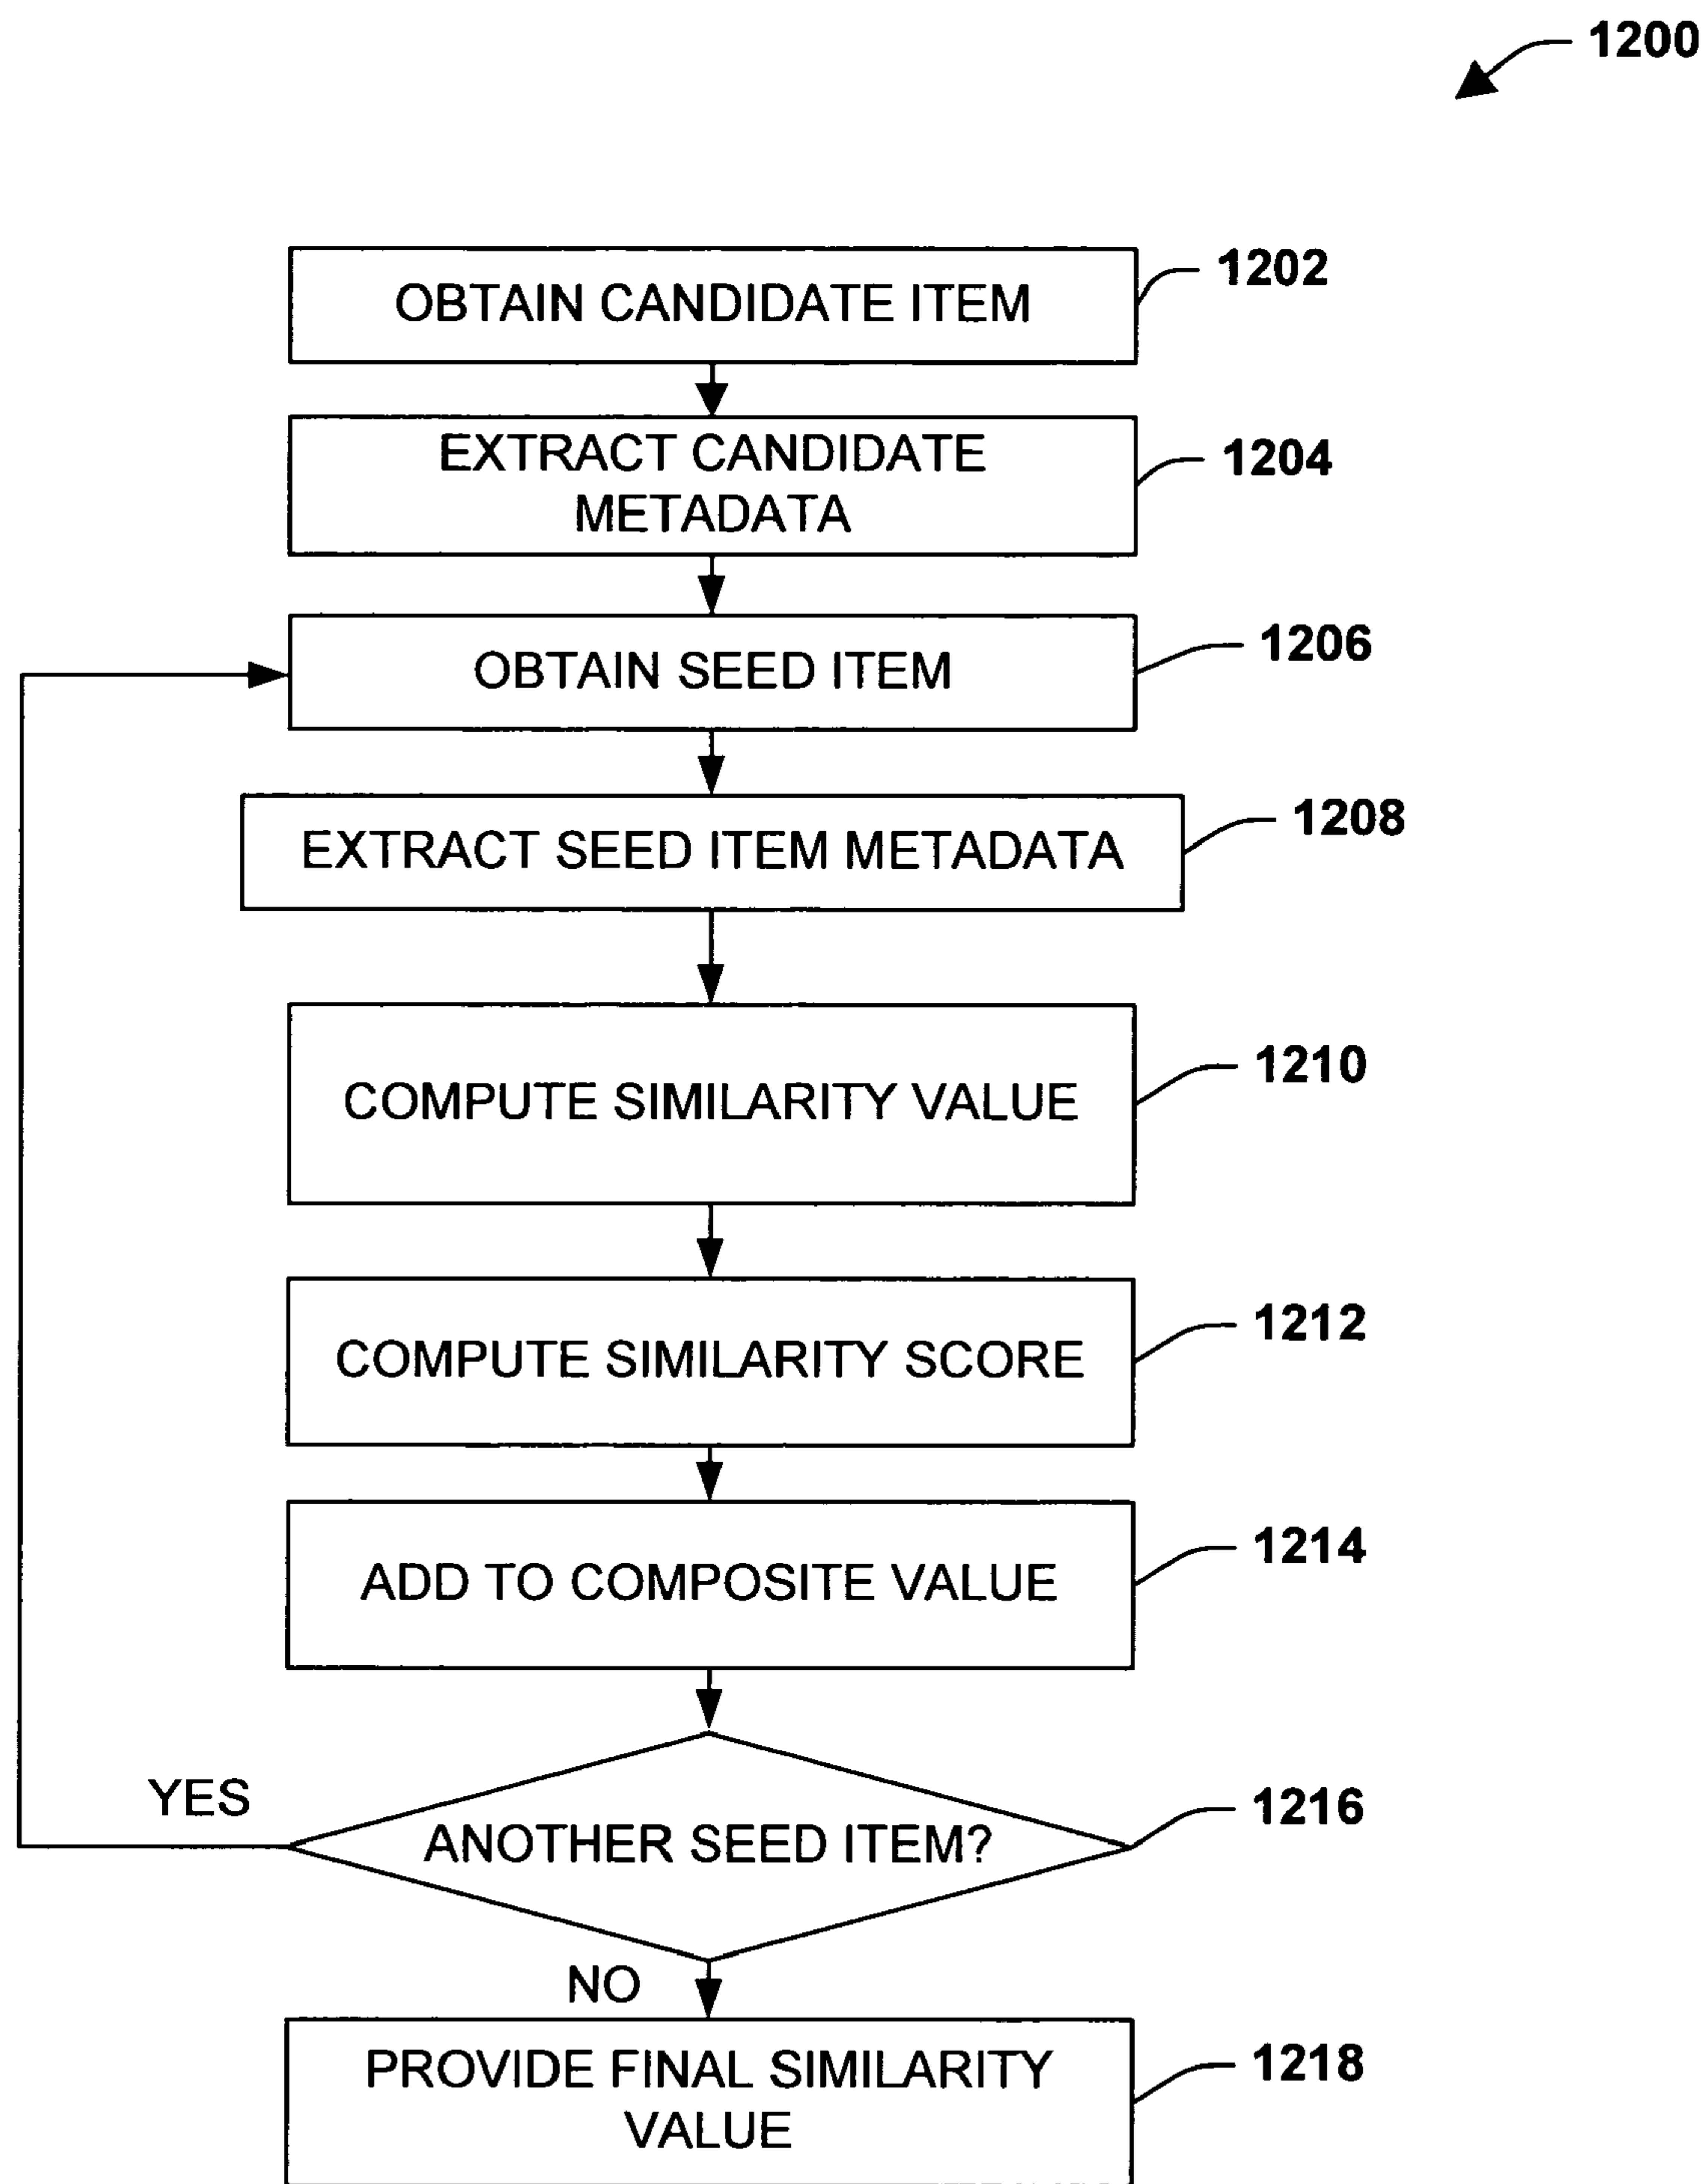 1200
OBTAIN CANDIDATE ITEM
1202
EXTRACT CANDIDATE
METADATA
1204
OBTAIN SEED ITEM
1206
EXTRACT SEED ITEM METADATA
1208
COMPUTE SIMILARITY VALUE
1210
COMPUTE SIMILARITY SCORE
1212
ADD TO COMPOSITE VALUE
1214
YES
ANOTHER SEED ITEM?
1216
NO
PROVIDE FINAL SIMILARITY
VALUE
1218